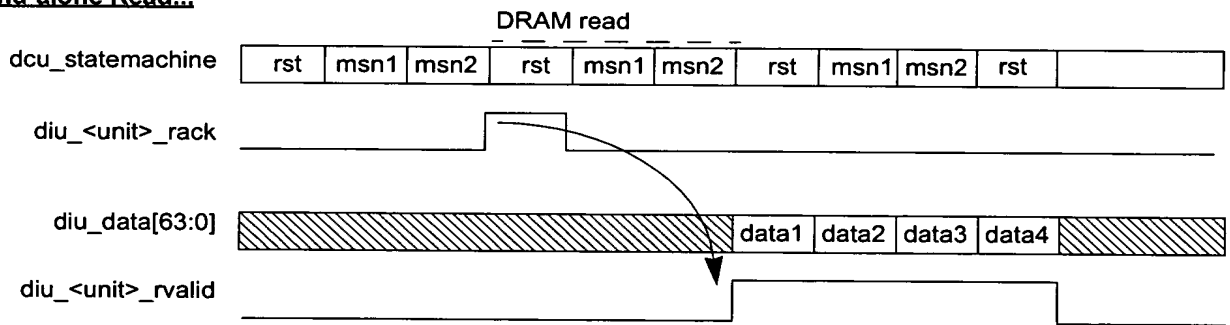 DRAM read
dcu_statemachine rst msn1 msn2 rst msn1 msn2 rst msn1 msn2 rst
diu_<unit>_rack
diu_data[63:0] data1 data2 data3 data4
diu_<unit>_rvalid